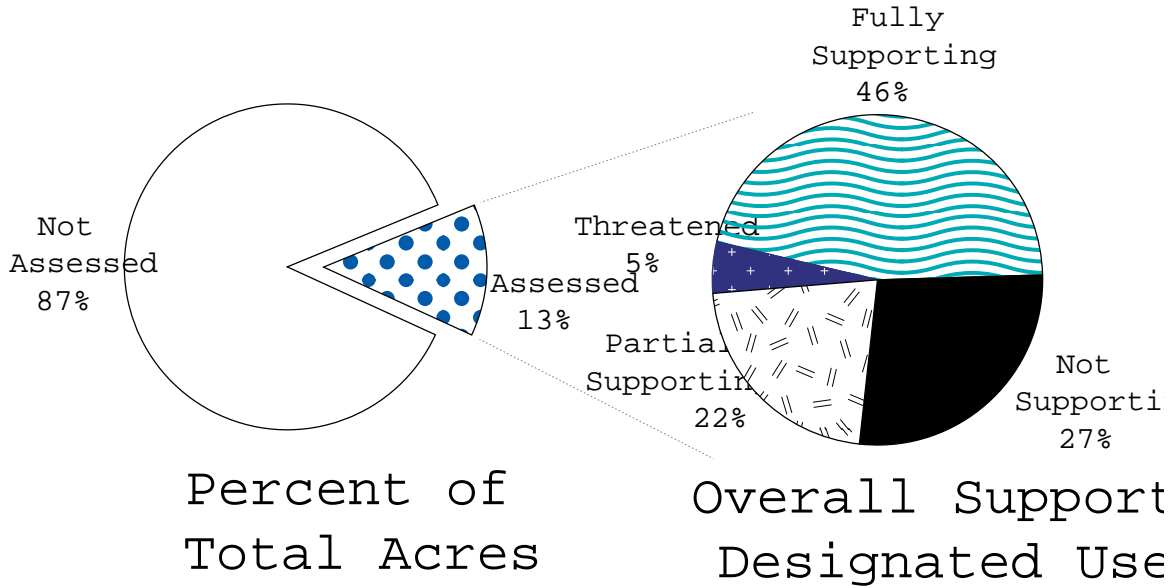 Not
Assessed
87%
Assessed
13%
Percent of
Total Acres
Fully
Supporting
46%
Threatened
5%
Partial
Supportin
22%
Not
Supporti
27%
Overall Support
Designated Use